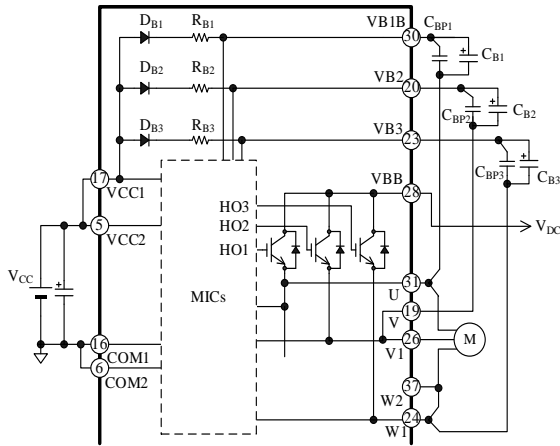 DB1 RB1 VB1B 30 CBP1 CB1
DB2 RB2 VB2 20 CBP2 CB2
DB3 RB3 VB3 23 CBP3 CB3
17 VCC1 VBB 28 VDC
5 VCC2
HO3
HO2
HO1
VCC
MICs
31 U
19 V
16 COM1 26 V1 M
6 COM2
37 W2
24 W1